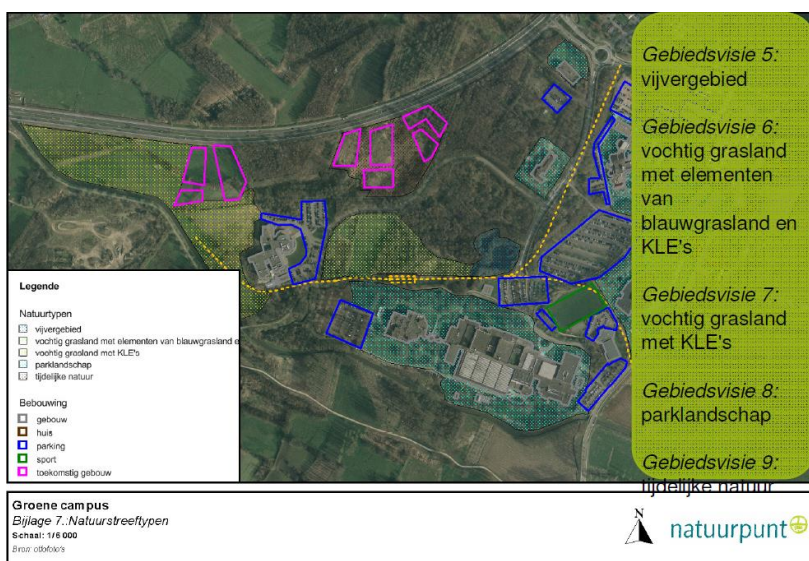 Gebiedsvisie 5:
vijvergebied
Gebiedsvisie 6:
vochtig grasland
met elementen
van
blauwgrasland en
KLE's
Gebiedsvisie 7:
vochtig grasland
met KLE's
Gebiedsvisie 8:
parklandschap
Gebiedsvisie 9:
tijdelijke natuur
Legende
Natuurtypen
vijvergebied
vochtig grasland met elementen van blauwgrasland e
vochtig grasland met KLE's
parklandschap
tijdelijke natuur
Bebouwing
gebouw
huis
parking
sport
toekomstig gebouw
Groene campus
Bijlage 7.:Natuurstreeftypen
Schaal: 1/6 000
Bron: otlofoto's
N
natuurpunt